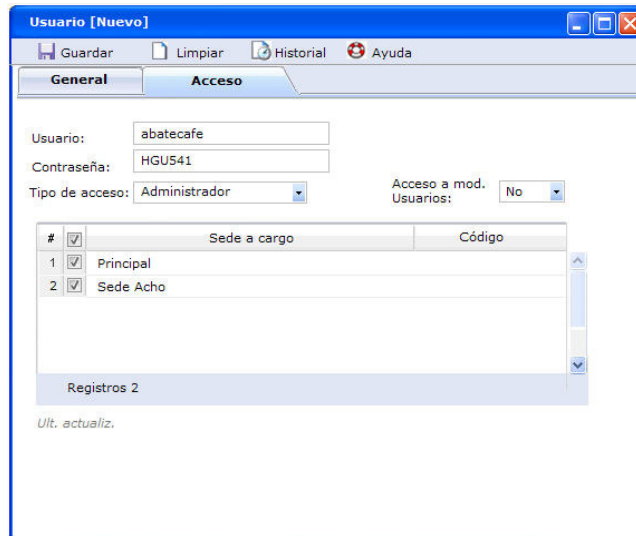 Usuario [Nuevo]
Guardar Limpiar Historial Ayuda
General Acceso
Usuario: abatecafe
Contraseña: HGU541
Tipo de acceso: Administrador Acceso a mod. Usuarios: No
# Sede a cargo Código
1 Principal
2 Sede Acho
Registros 2
Ult. actualiz.